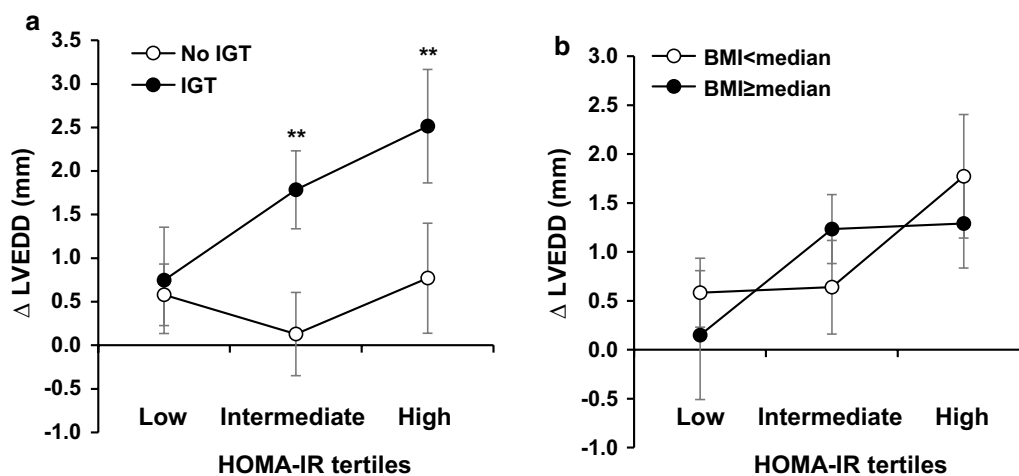 a
No IGT
IGT
**
**
3.5
3.0
2.5
2.0
1.5
1.0
0.5
0.0
-0.5
-1.0
Δ LVEDD (mm)
Low Intermediate High
HOMA-IR tertiles
b
BMI<median
BMI≥median
3.0
2.5
2.0
1.5
1.0
0.5
0.0
-0.5
-1.0
Δ LVEDD (mm)
Low Intermediate High
HOMA-IR tertiles